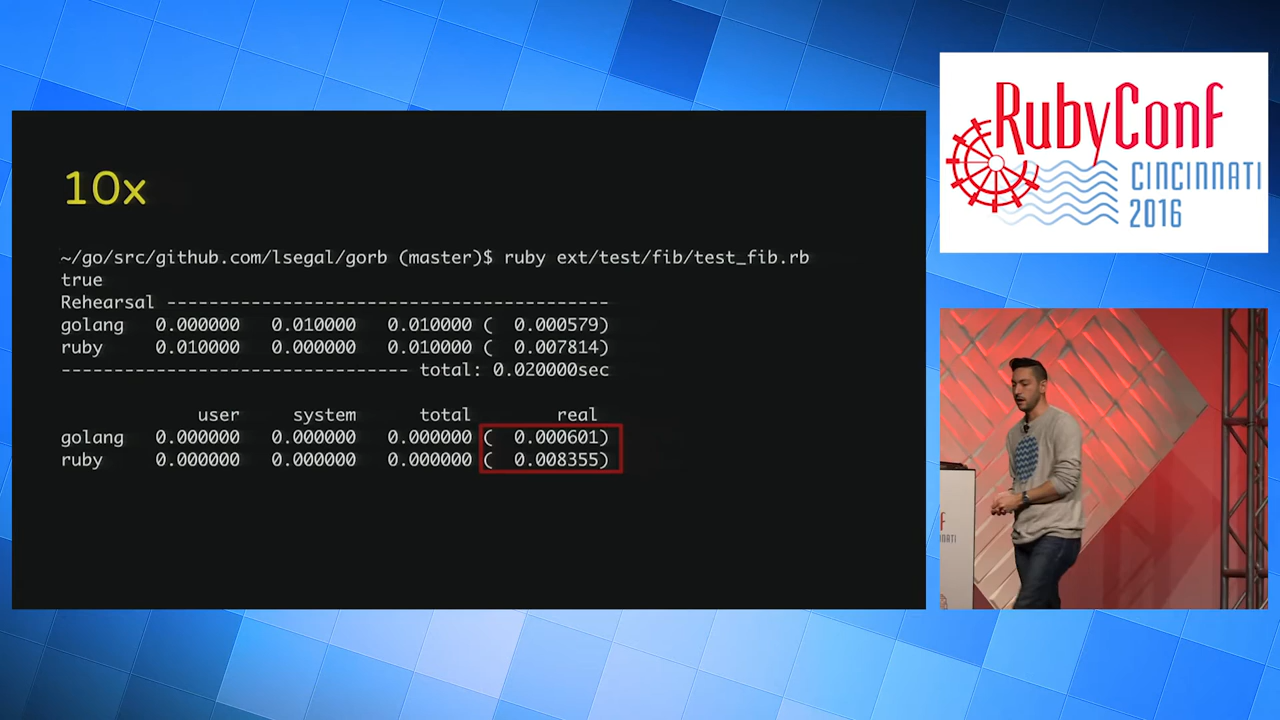 10x
~/go/src/github.com/lsegal/gorb (master)$ ruby ext/test/fib/test_fib.rb
true
Rehearsal ------------------------------------------
golang   0.000000   0.010000   0.010000 (  0.000579)
ruby     0.010000   0.000000   0.010000 (  0.007814)
--------------------------------- total: 0.020000sec
user     system      total        real
golang   0.000000   0.000000   0.000000 (  0.000601)
ruby     0.000000   0.000000   0.000000 (  0.008355)
RubyConf
CINCINNATI
2016